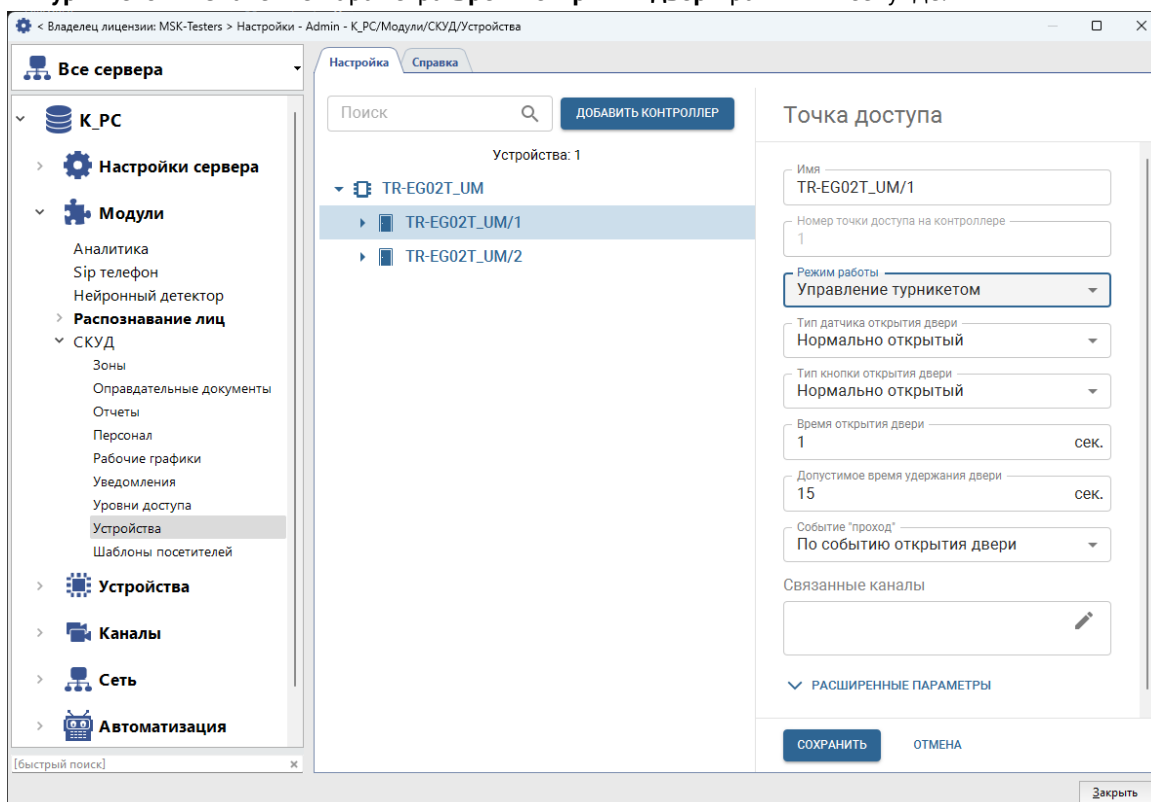 Время открытия двери
< Владелец лицензии: MSK-Testers > Настройки - Admin - K_PC/Модули/СКУД/Устройства
Все сервера
K_PC
Настройки сервера
Модули
Аналитика
Sip телефон
Нейронный детектор
Распознавание лиц
СКУД
Зоны
Оправдательные документы
Отчеты
Персонал
Рабочие графики
Уведомления
Уровни доступа
Устройства
Шаблоны посетителей
Устройства
Каналы
Сеть
Автоматизация
[быстрый поиск]
Настройка Справка
Поиск ДОБАВИТЬ КОНТРОЛЛЕР
Устройства: 1
TR-EG02T_UM
TR-EG02T_UM/1
TR-EG02T_UM/2
Точка доступа
Имя
TR-EG02T_UM/1
Номер точки доступа на контроллере
1
Режим работы
Управление турникетом
Тип датчика открытия двери
Нормально открытый
Тип кнопки открытия двери
Нормально открытый
Время открытия двери
1 сек.
Допустимое время удержания двери
15 сек.
Событие "проход"
По событию открытия двери
Связанные каналы
РАСШИРЕННЫЕ ПАРАМЕТРЫ
СОХРАНИТЬ ОТМЕНА
Закрыть